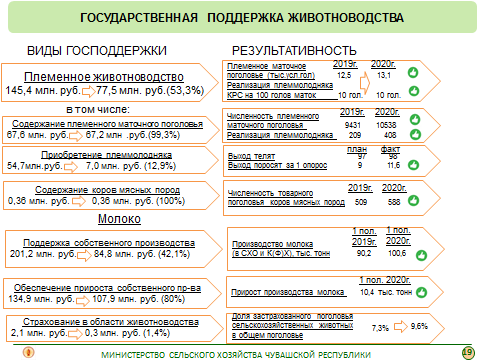 ГОСУДАРСТВЕННАЯ ПОДДЕРЖКА ЖИВОТНОВОДСТВА
ВИДЫ ГОСПОДДЕРЖКИ
Племенное животноводство
145,4 млн. руб. 77,5 млн. руб.(53,3%)
в том числе:
Содержание племенного маточного поголовья
67,6 млн. руб. 67,2 млн .руб.(99,3%)
Приобретение племмолодняка
54,7млн.руб. 7,0 млн. руб. (12,9%)
Содержание коров мясных пород
0,36 млн. руб. 0,36 млн. руб. (100%)
Молоко
Поддержка собственного производства
201,2 млн. руб. 84,8 млн. руб. (42,1%)
Обеспечение прироста собственного пр-ва
134,9 млн. руб. 107,9 млн. руб. (80%)
Страхование в области животноводства
2,1 млн. руб. 0,3 млн. руб. (1,4%)
РЕЗУЛЬТАТИВНОСТЬ
2019г. 2020г.
Племенное маточное
поголовье (тыс./усл.гол) 12,5 13,1
Реализация племмолодняка
КРС на 100 голов маток 10 гол. 10 гол.
2019г. 2020г.
Численность племенного
маточного поголовья 9431 10538
Реализация племмолодняка 209 408
план факт
Выход телят 97 98
Выход поросят за 1 опорос 9 11,6
2019г. 2020г.
Численность товарного
поголовья коров мясных пород 509 588
1 пол. 1 пол.
2019г. 2020г.
Производство молока
(в СХО и К(Ф)Х), тыс. тонн 90,2 100,6
1 пол. 2020г.
Прирост производства молока 10,4 тыс. тонн
Доля застрахованного поголовья
сельскохозяйственных животных
в общем поголовье 7,3% 9,6%
МИНИСТЕРСТВО СЕЛЬСКОГО ХОЗЯЙСТВА ЧУВАШСКОЙ РЕСПУБЛИКИ
19